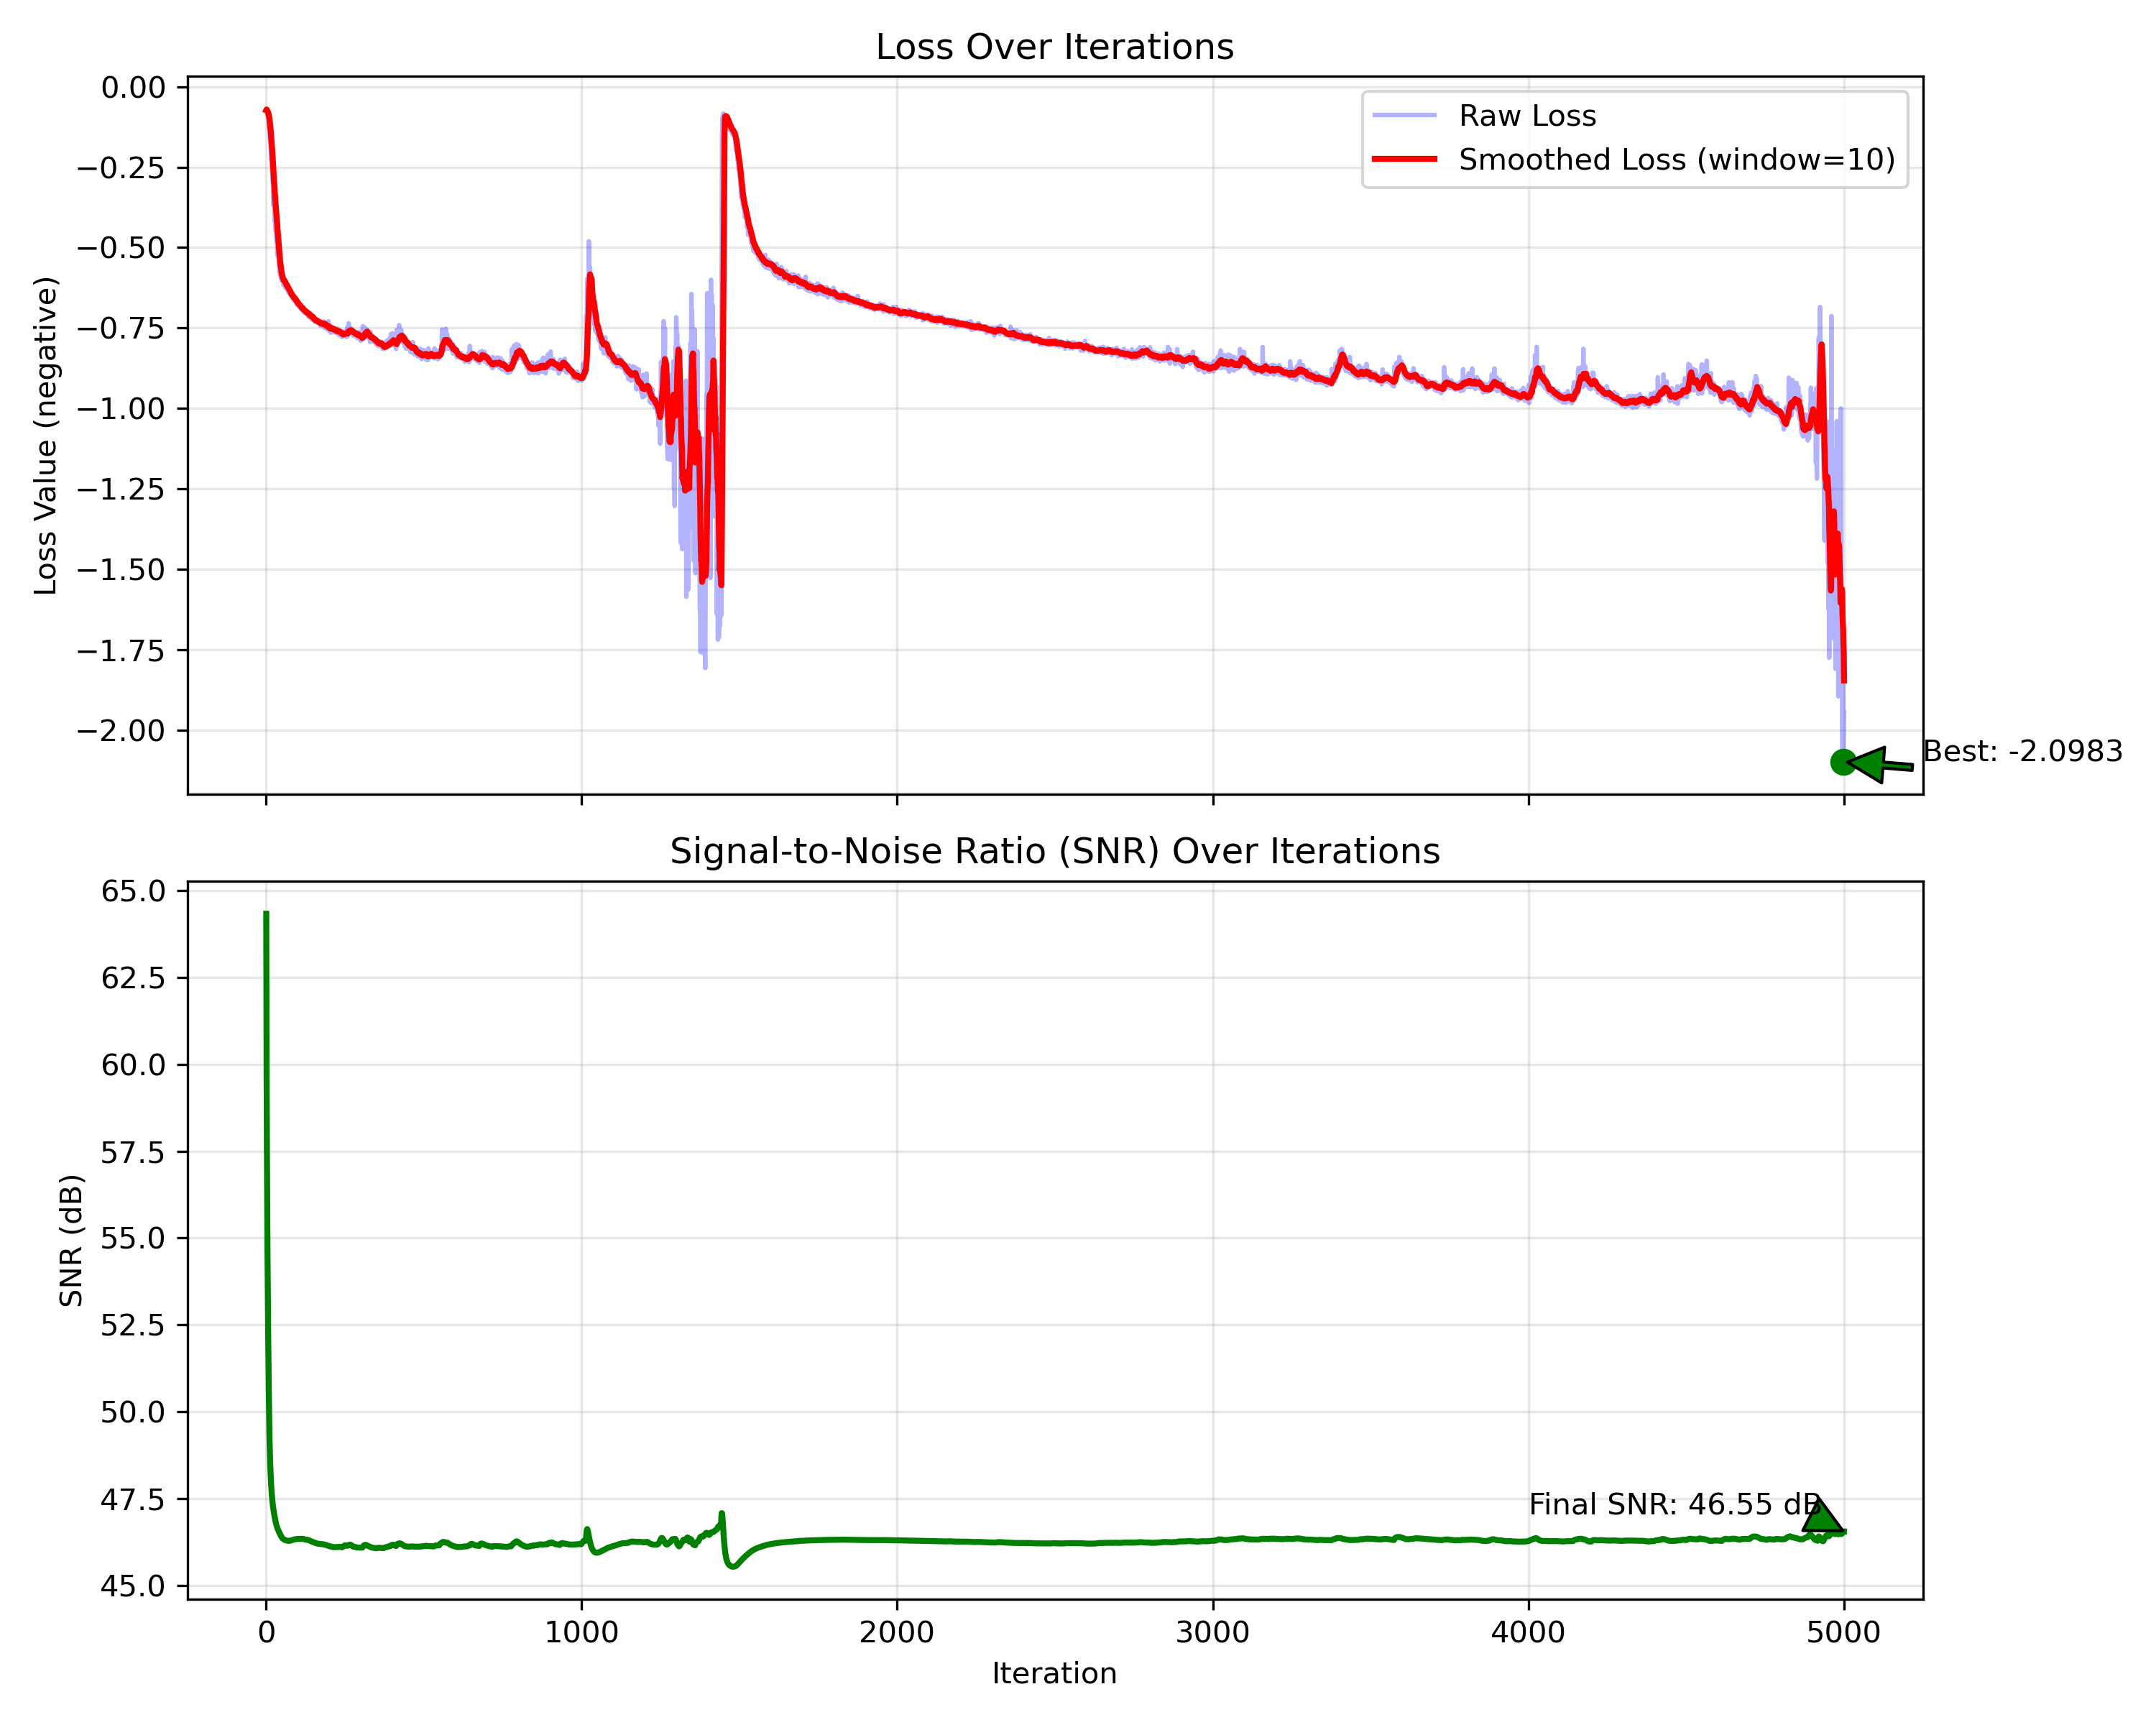 Loss Over Iterations
0.00
−0.25
−0.50
−0.75
−1.00
−1.25
−1.50
−1.75
−2.00
Loss Value (negative)
Raw Loss
Smoothed Loss (window=10)
Best: -2.0983
Signal-to-Noise Ratio (SNR) Over Iterations
65.0
62.5
60.0
57.5
55.0
52.5
50.0
47.5
45.0
SNR (dB)
Final SNR: 46.55 dB
0 1000 2000 3000 4000 5000
Iteration